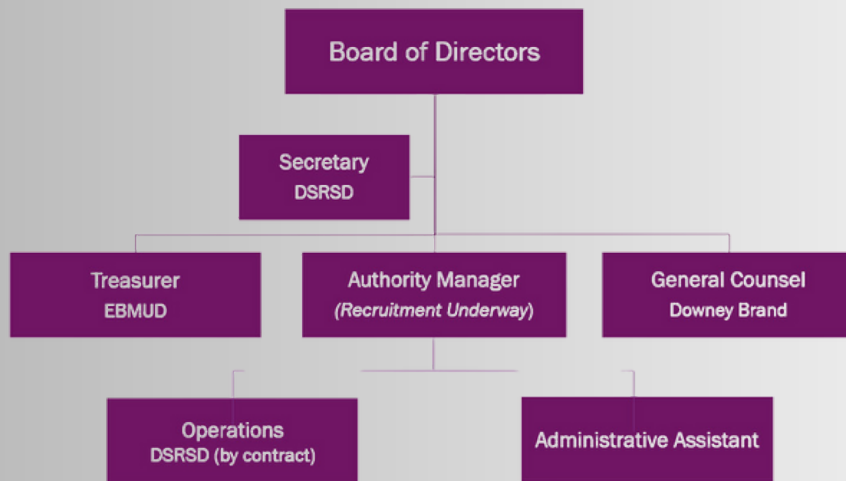 Board of Directors
Secretary
DSRSD
Treasurer
EBMUD
Authority Manager
(Recruitment Underway)
General Counsel
Downey Brand
Operations
DSRSD (by contract)
Administrative Assistant